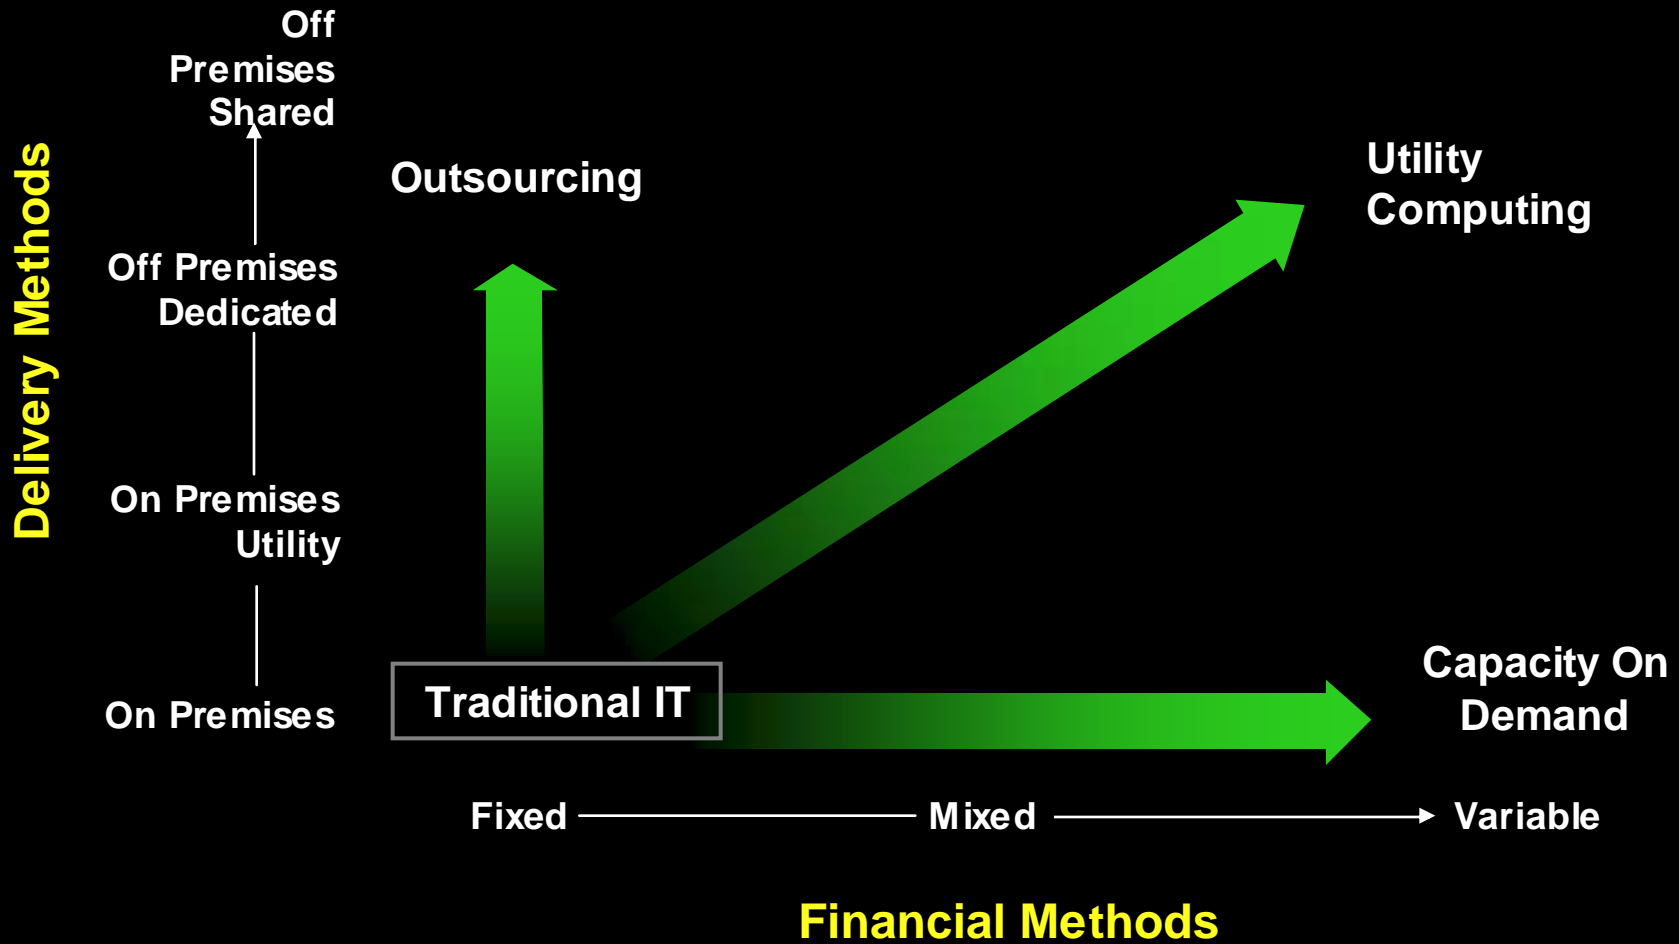 Off
Premises
Shared
Delivery Methods
Outsourcing
Utility
Computing
Off Premises
Dedicated
On Premises
Utility
On Premises
Traditional IT
Capacity On
Demand
Fixed
Mixed
Variable
Financial Methods